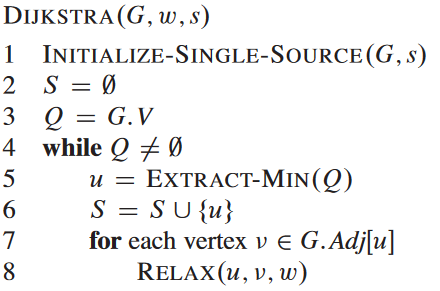 DIJKSTRA(G, w, s)
1 INITIALIZE-SINGLE-SOURCE(G, s)
2 S = ∅
3 Q = G.V
4 while Q ≠ ∅
5 u = EXTRACT-MIN(Q)
6 S = S ∪ {u}
7 for each vertex v ∈ G.Adj[u]
8 RELAX(u, v, w)